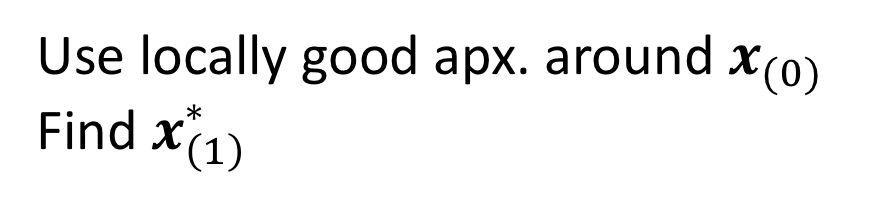 Use locally good apx. around 𝒙₍₀₎
Find 𝒙*₍₁₎